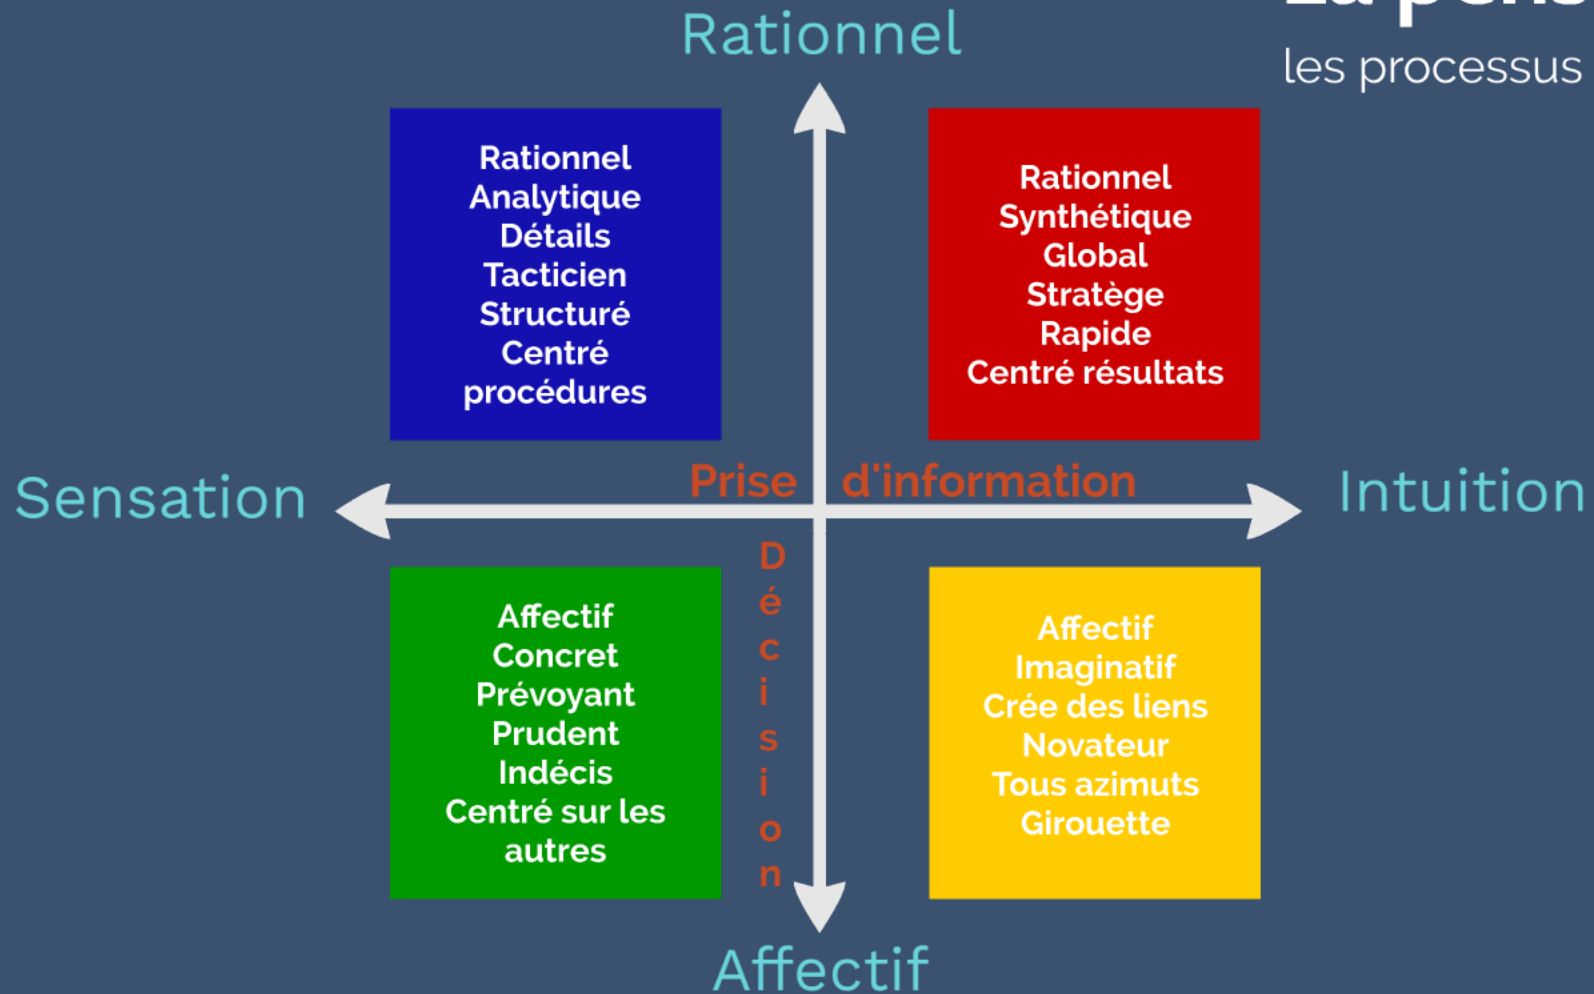 Rationnel
les processus
Rationnel
Analytique
Détails
Tacticien
Structuré
Centré
procédures
Rationnel
Synthétique
Global
Stratège
Rapide
Centré résultats
Prise d'information
Sensation
Intuition
Décision
Affectif
Concret
Prévoyant
Prudent
Indécis
Centré sur les
autres
Affectif
Imaginatif
Crée des liens
Novateur
Tous azimuts
Girouette
Affectif